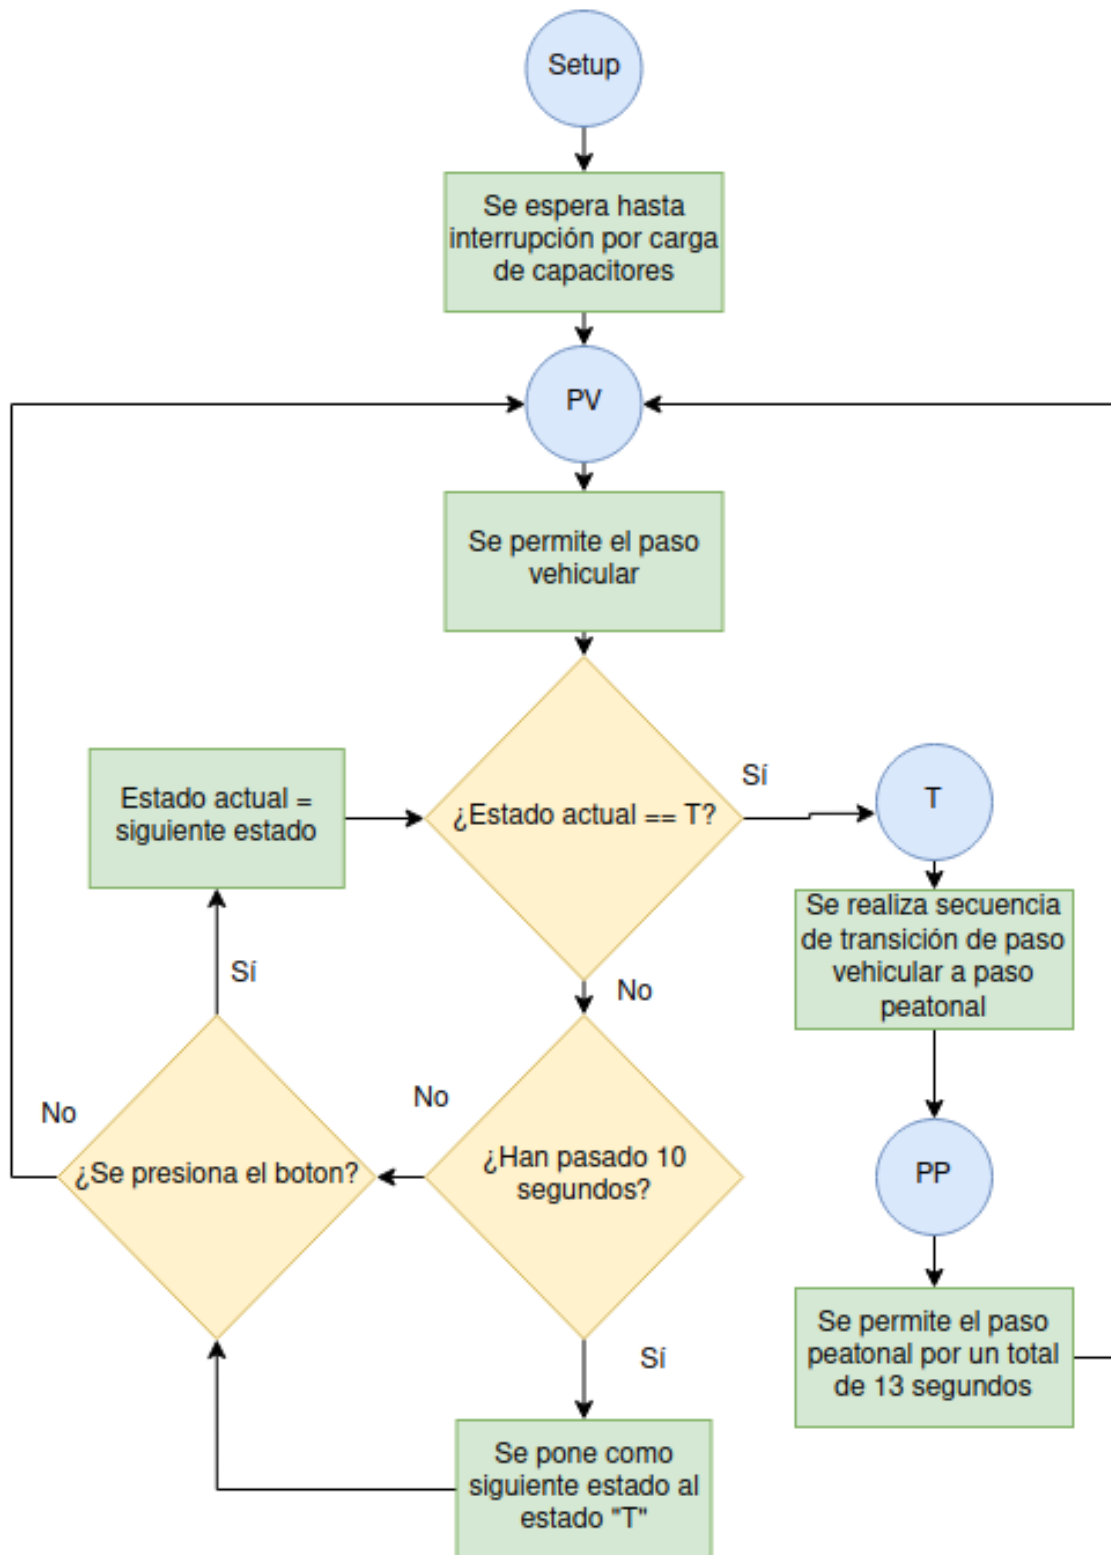 Setup
Se espera hasta
interrupción por carga
de capacitores
PV
Se permite el paso
vehicular
Estado actual =
siguiente estado
¿Estado actual == T?
Sí
T
Se realiza secuencia
de transición de paso
vehicular a paso
peatonal
Sí
No
No
No
¿Se presiona el boton?
¿Han pasado 10
segundos?
PP
Sí
Se permite el paso
peatonal por un total
de 13 segundos
Se pone como
siguiente estado al
estado "T"